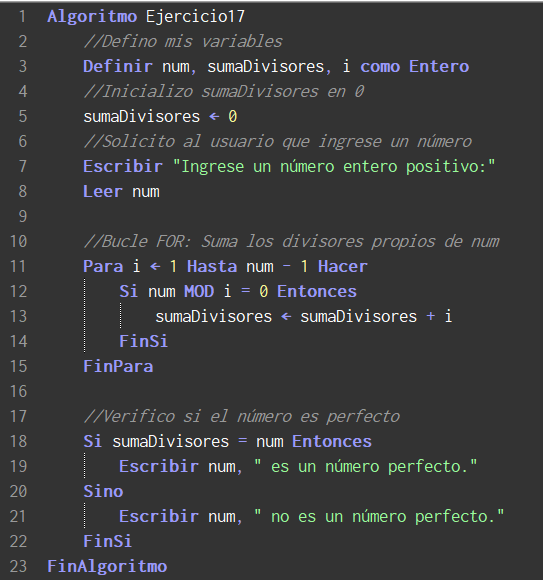 1 Algoritmo Ejercicio17
2 //Defino mis variables
3 Definir num, sumaDivisores, i como Entero
4 //Inicializo sumaDivisores en 0
5 sumaDivisores ← 0
6 //Solicito al usuario que ingrese un número
7 Escribir "Ingrese un número entero positivo:"
8 Leer num
9
10 //Bucle FOR: Suma los divisores propios de num
11 Para i ← 1 Hasta num - 1 Hacer
12 Si num MOD i = 0 Entonces
13 sumaDivisores ← sumaDivisores + i
14 FinSi
15 FinPara
16
17 //Verifico si el número es perfecto
18 Si sumaDivisores = num Entonces
19 Escribir num, " es un número perfecto."
20 Sino
21 Escribir num, " no es un número perfecto."
22 FinSi
23 FinAlgoritmo